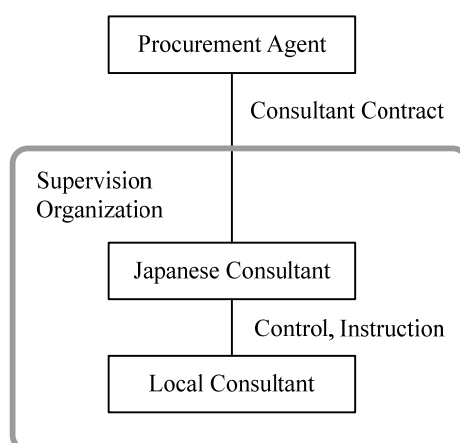 Procurement Agent
Consultant Contract
Supervision
Organization
Japanese Consultant
Control, Instruction
Local Consultant